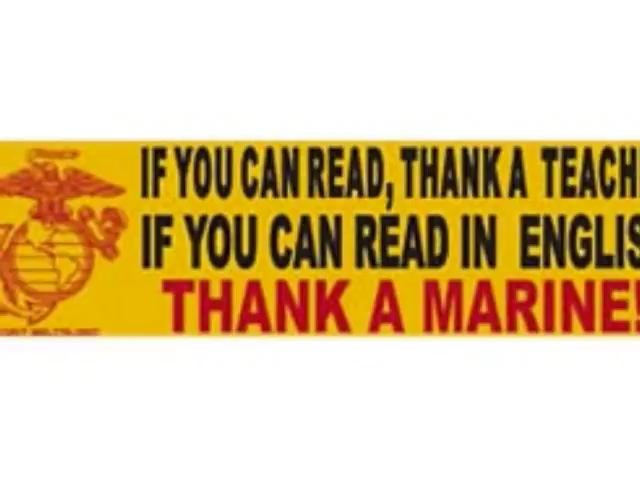 IF YOU CAN READ, THANK A TEACH
IF YOU CAN READ IN ENGLIS
THANK A MARINE!